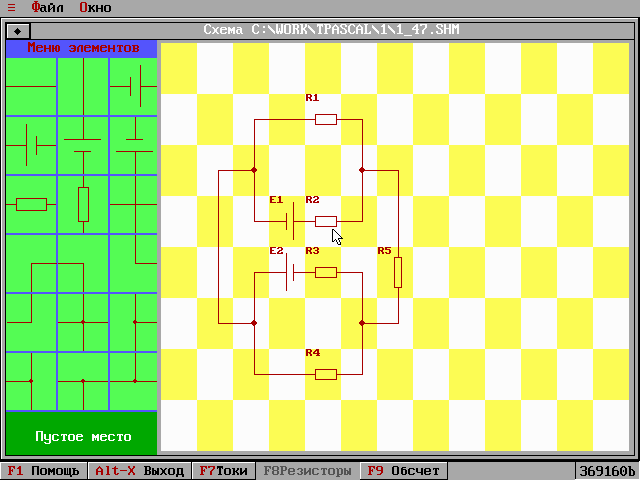 ≡ Файл Окно
Схема C:\WORK\TPASCAL\1\1_47.SHM
Меню элементов
R1
E1 R2
E2 R3 R5
R4
Пустое место
F1 Помощь Alt-X Выход F7Токи F8Резисторы F9 Обсчет 369160b